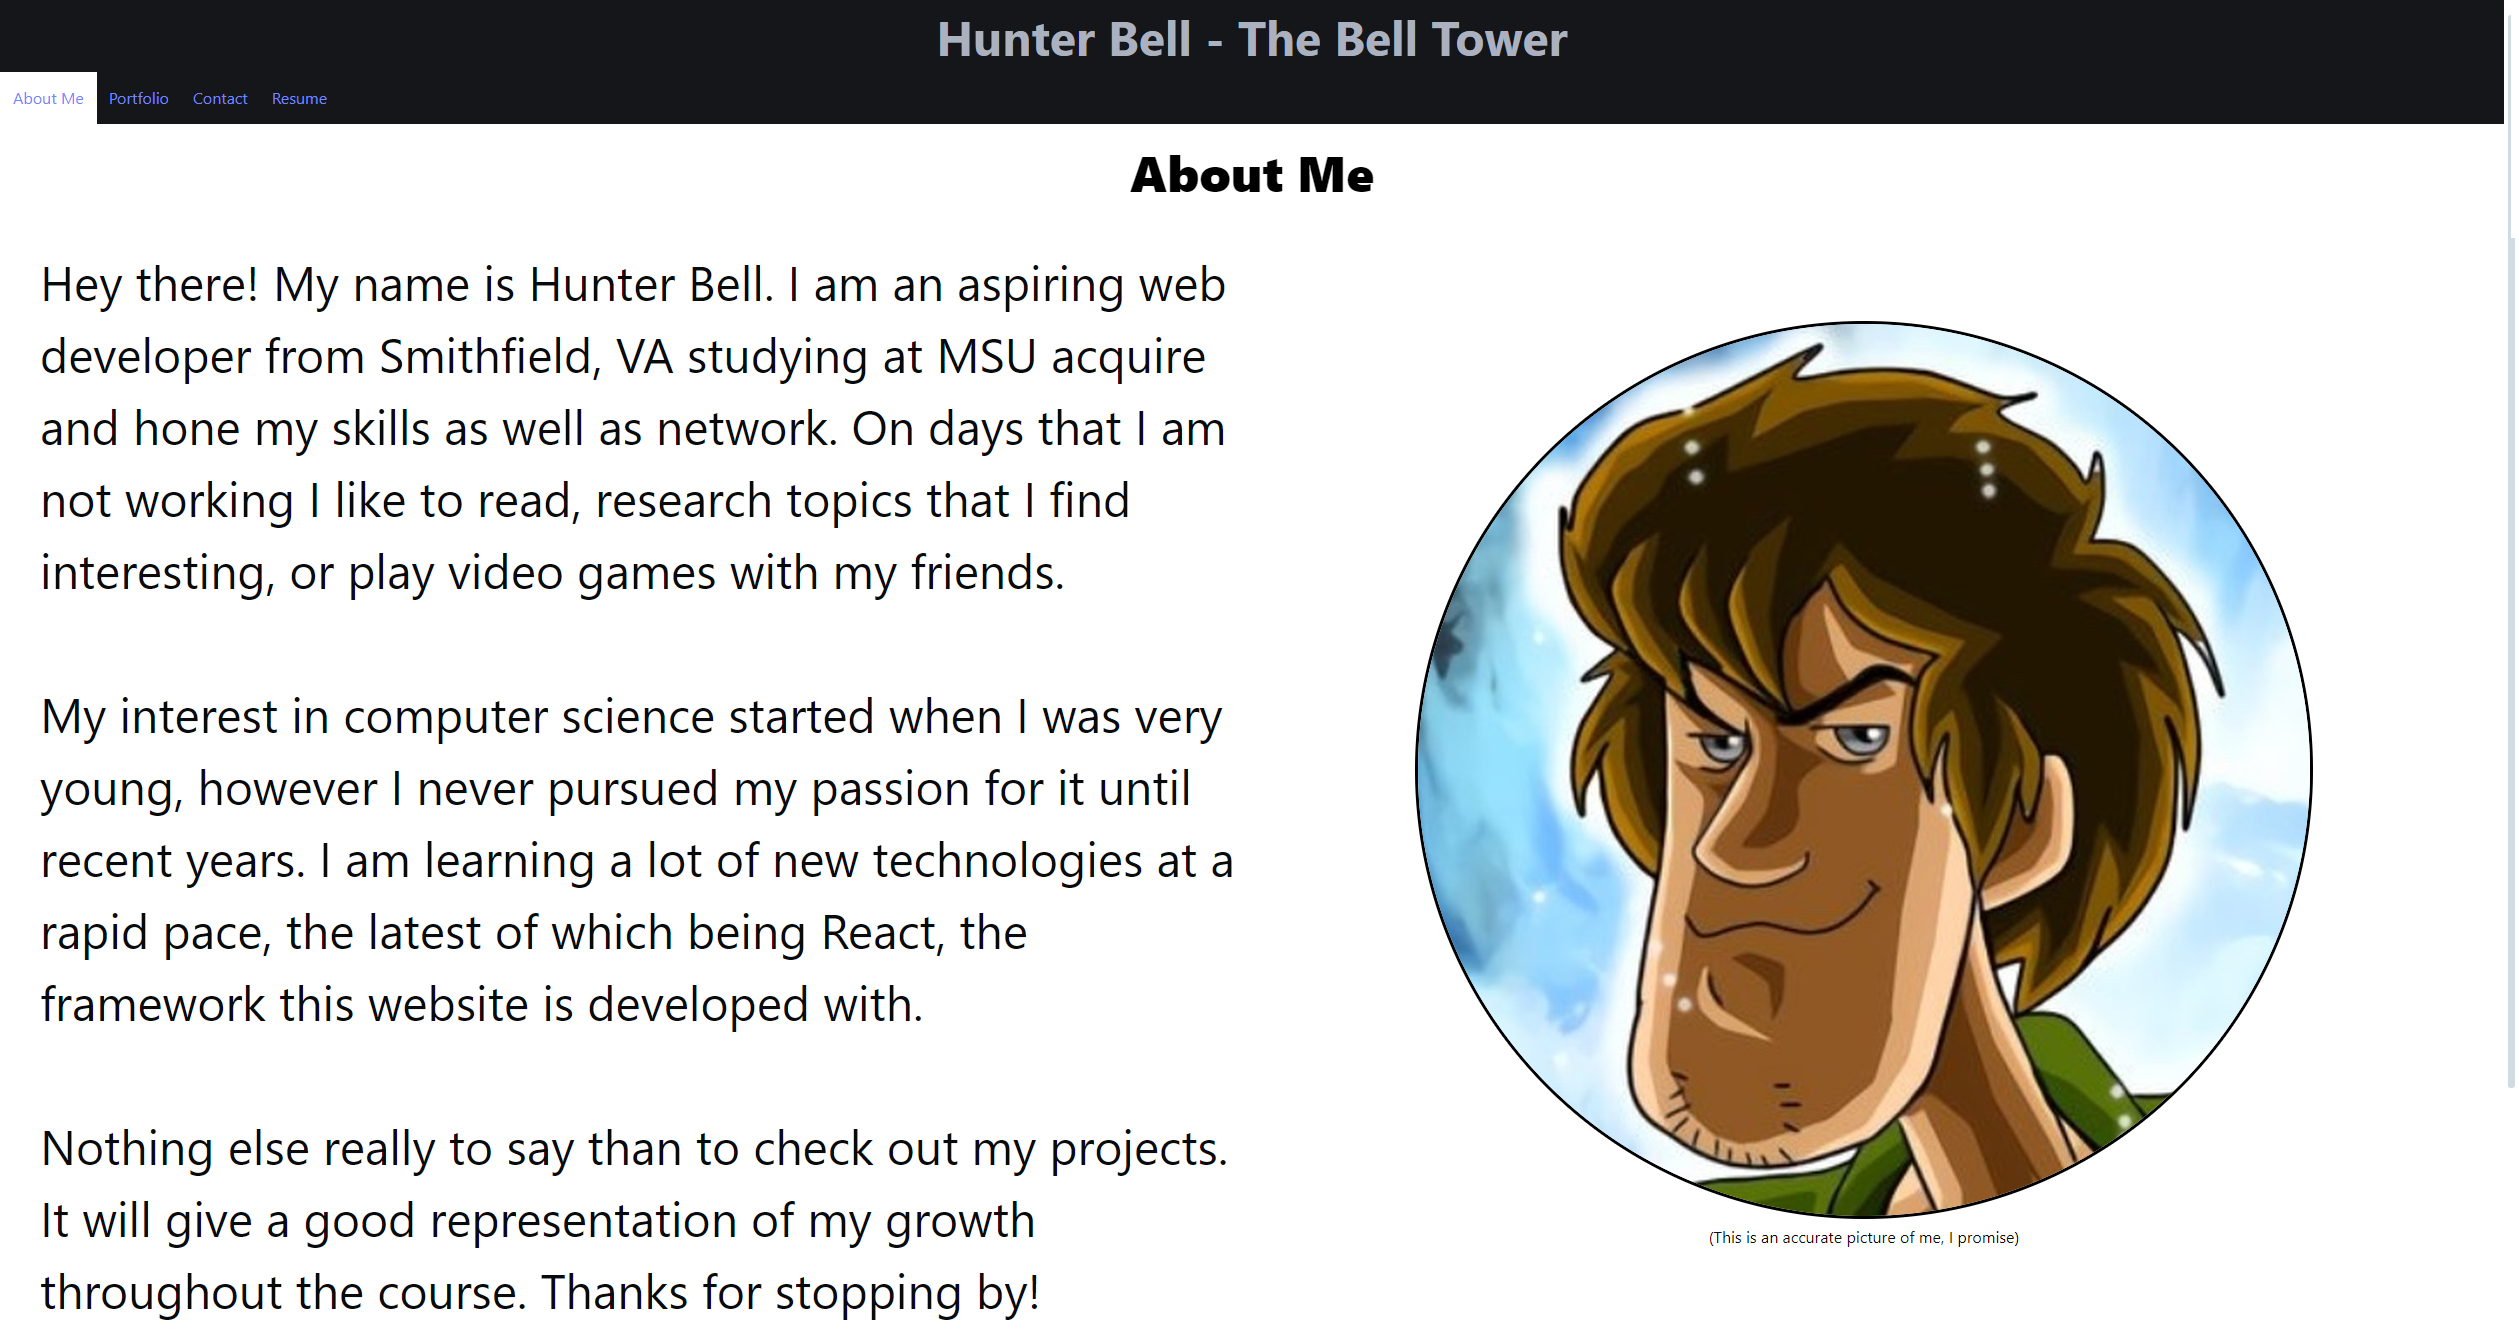 Hunter Bell - The Bell Tower
About Me Portfolio Contact Resume
About Me
Hey there! My name is Hunter Bell. I am an aspiring web
developer from Smithfield, VA studying at MSU acquire
and hone my skills as well as network. On days that I am
not working I like to read, research topics that I find
interesting, or play video games with my friends.
My interest in computer science started when I was very
young, however I never pursued my passion for it until
recent years. I am learning a lot of new technologies at a
rapid pace, the latest of which being React, the
framework this website is developed with.
Nothing else really to say than to check out my projects.
It will give a good representation of my growth
throughout the course. Thanks for stopping by!
(This is an accurate picture of me, I promise)